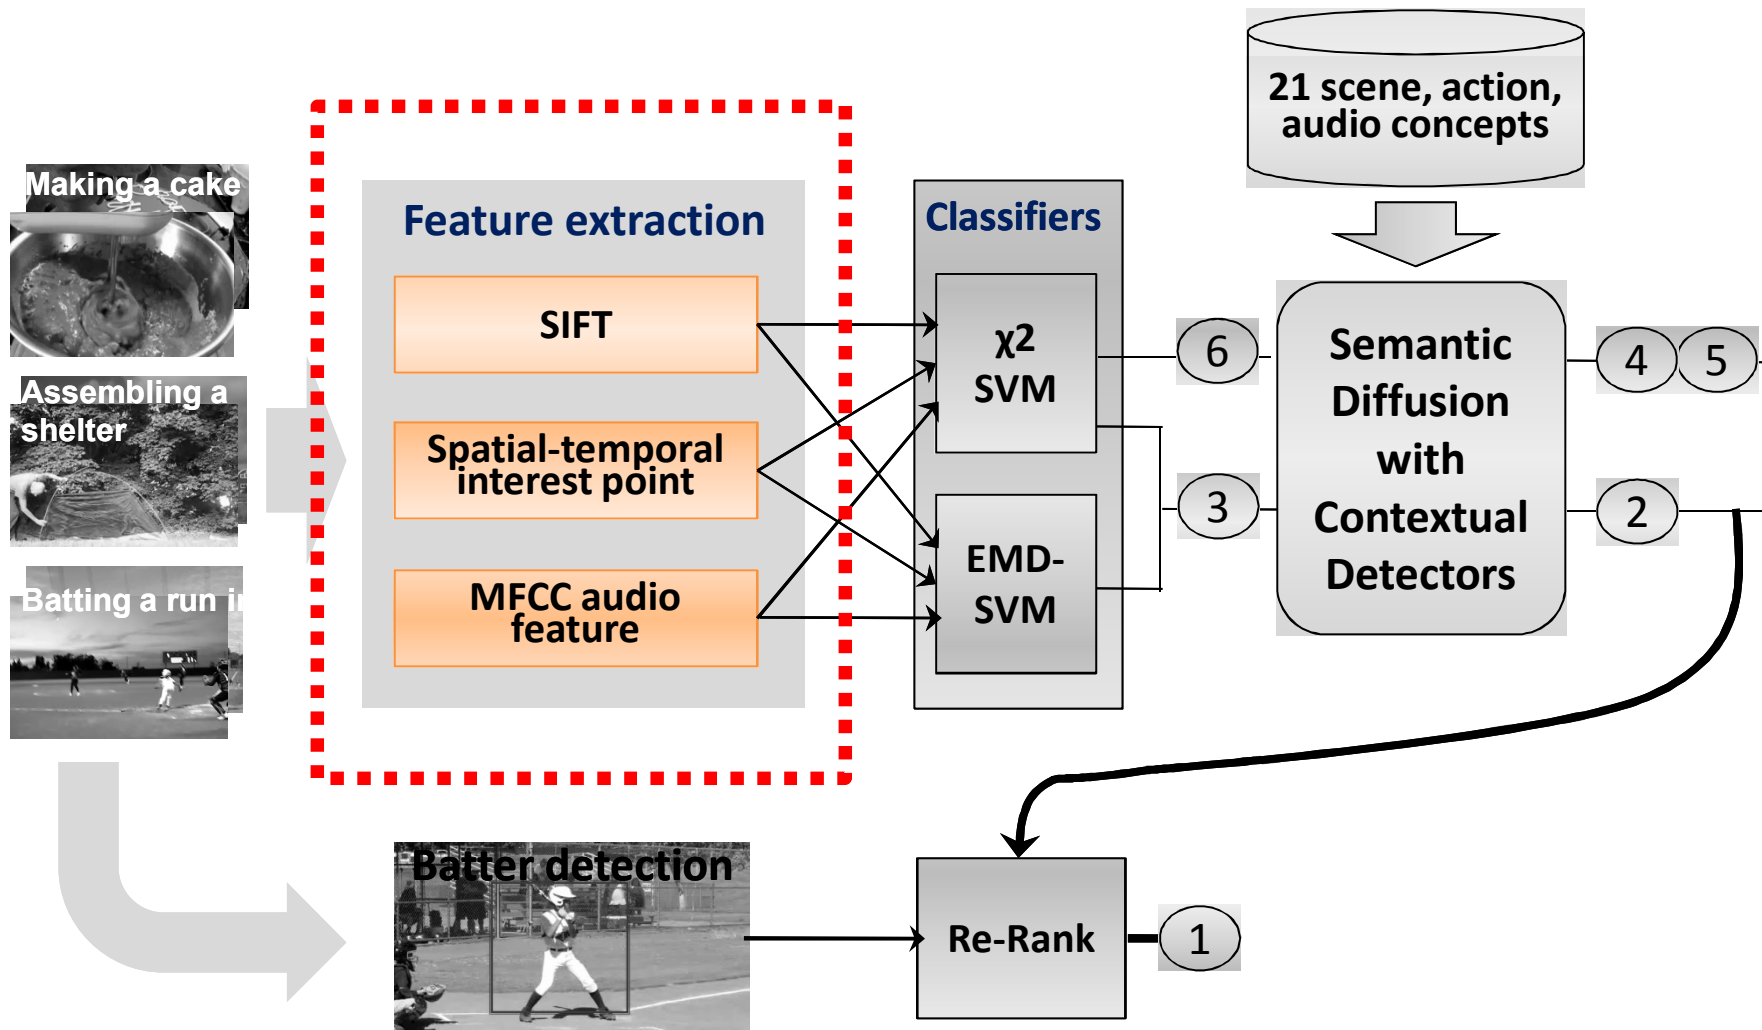 21 scene, action,
audio concepts
Making a cake
Assembling a
shelter
Batting a run in
Feature extraction
SIFT
Spatial-temporal
interest point
MFCC audio
feature
Classifiers
χ2
SVM
EMD-
SVM
6
3
Semantic
Diffusion
with
Contextual
Detectors
4
5
2
Batter detection
Re-Rank
1